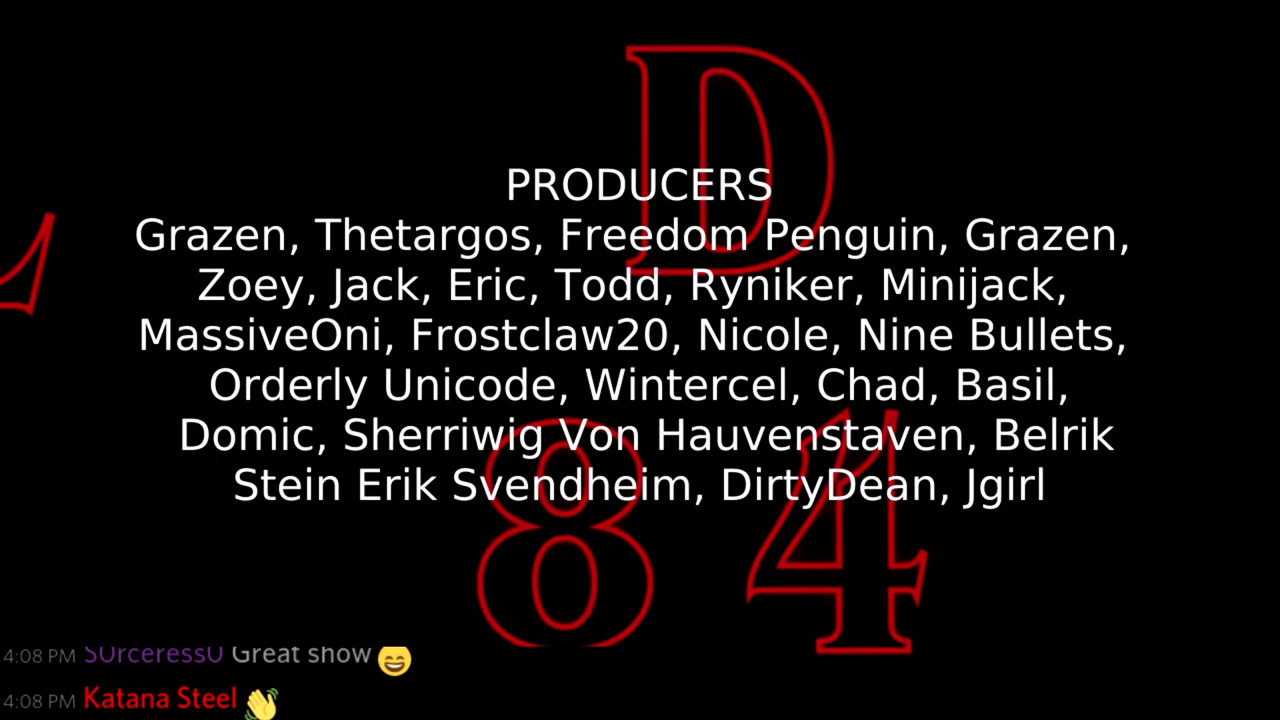 D
PRODUCERS
Grazen, Thetargos, Freedom Penguin, Grazen,
Zoey, Jack, Eric, Todd, Ryniker, Minijack,
MassiveOni, Frostclaw20, Nicole, Nine Bullets,
Orderly Unicode, Wintercel, Chad, Basil,
Domic, Sherriwig Von Hauvenstaven, Belrik
Stein Erik Svendheim, DirtyDean, Jgirl
84
4:08 PM S0rceress0 Great show 😄
4:08 PM Katana Steel 👋